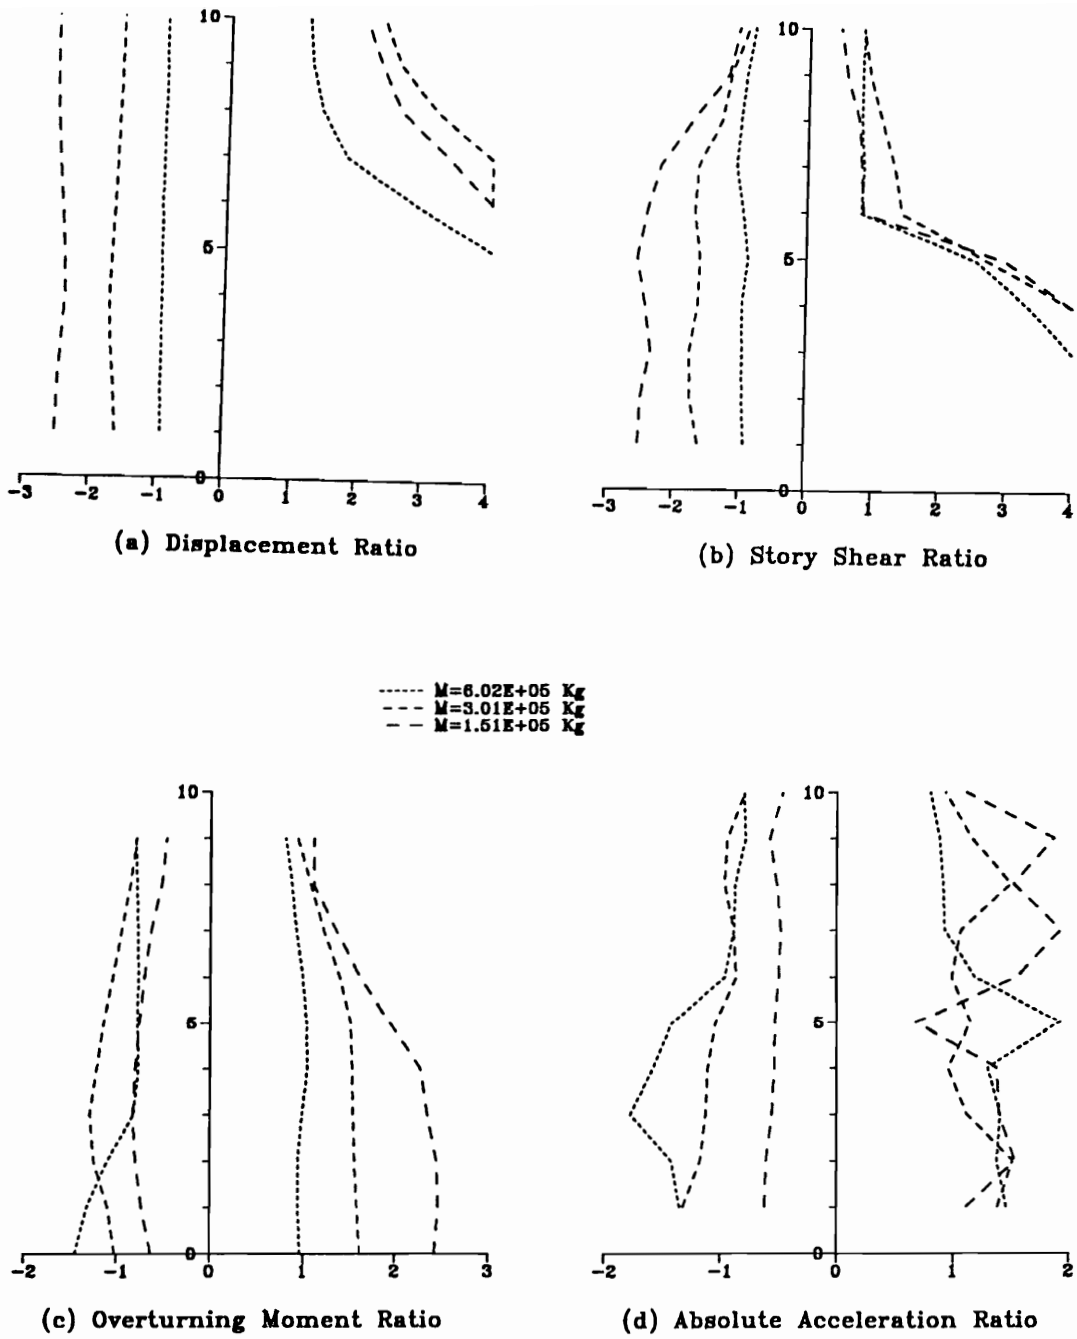 10
5
0
-3 -2 -1 0 1 2 3 4
(a) Displacement Ratio
10
5
0
-3 -2 -1 0 1 2 3 4
(b) Story Shear Ratio
M=6.02E+05 Kg
M=3.01E+05 Kg
M=1.51E+05 Kg
10
5
0
-2 -1 0 1 2 3
(c) Overturning Moment Ratio
10
5
0
-2 -1 0 1 2
(d) Absolute Acceleration Ratio